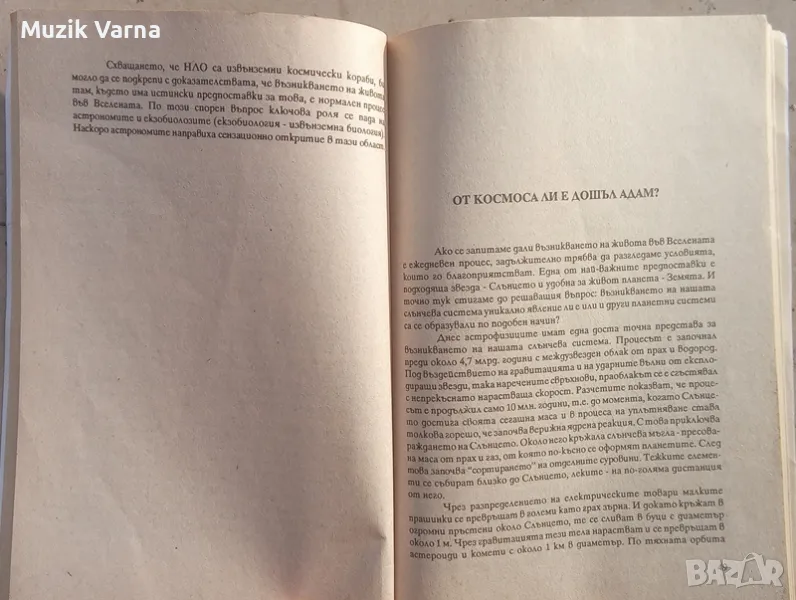 Muzik Varna
Схващането, че НЛО са извънземни космически кораби, би
могло да се подкрепи с доказателствата, че възникването на живота
там, където има истински предпоставки за това, е нормален процес
във Вселената. По този спорен въпрос ключова роля се пада на
астрономите и екзобиолозите (екзобиология - извънземна биология).
Наскоро астрономите направиха сензационно откритие в тази област.
ОТ КОСМОСА ЛИ Е ДОШЪЛ АДАМ?
Ако се запитаме дали възникването на живота във Вселената
е ежедневен процес, задължително трябва да разгледаме условията,
които го благоприятстват. Една от най-важните предпоставки е
подходяща звезда - Слънцето и удобна за живот планета - Земята. И
точно тук стигаме до решаващия въпрос: възникването на нашата
слънчева система уникално явление ли е или и други планетни системи
са се образували по подобен начин?
Днес астрофизиците имат една доста точна представа за
възникването на нашата слънчева система. Процесът е започнал
преди около 4,7 млрд. години с междузвезден облак от прах и водород.
Под въздействието на гравитацията и на ударните вълни от експло-
диращи звезди, така наречените свръхнови, праоблакът се е сгъстявал
с непрекъснато нарастваща скорост. Разчетите показват, че проце-
сът е продължил само 10 млн. години, т.е. до момента, когато Слънце-
то достига своята сегашна маса и в процеса на уплътняване става
толкова горещо, че започва верижна ядрена реакция. С това приключва
раждането на Слънцето. Около него кръжала слънчева мъгла - пресова-
на маса от прах и газ, от която по-късно се оформят планетите. След
това започва "сортирането" на отделните суровини. Тежките елемен-
ти се събират близко до Слънцето, леките - на по-голяма дистанция
от него.
Чрез разпределението на електрическите товари малките
прашинки се превръщат в големи като грах зърна. И докато кръжат в
огромни пръстени около Слънцето, те се сливат в буци с диаметър
около 1 м. Чрез гравитацията тези тела нарастват и се превръщат в
астероиди и комети с около 1 км в диаметър. По тяхната орбита
BAZAR